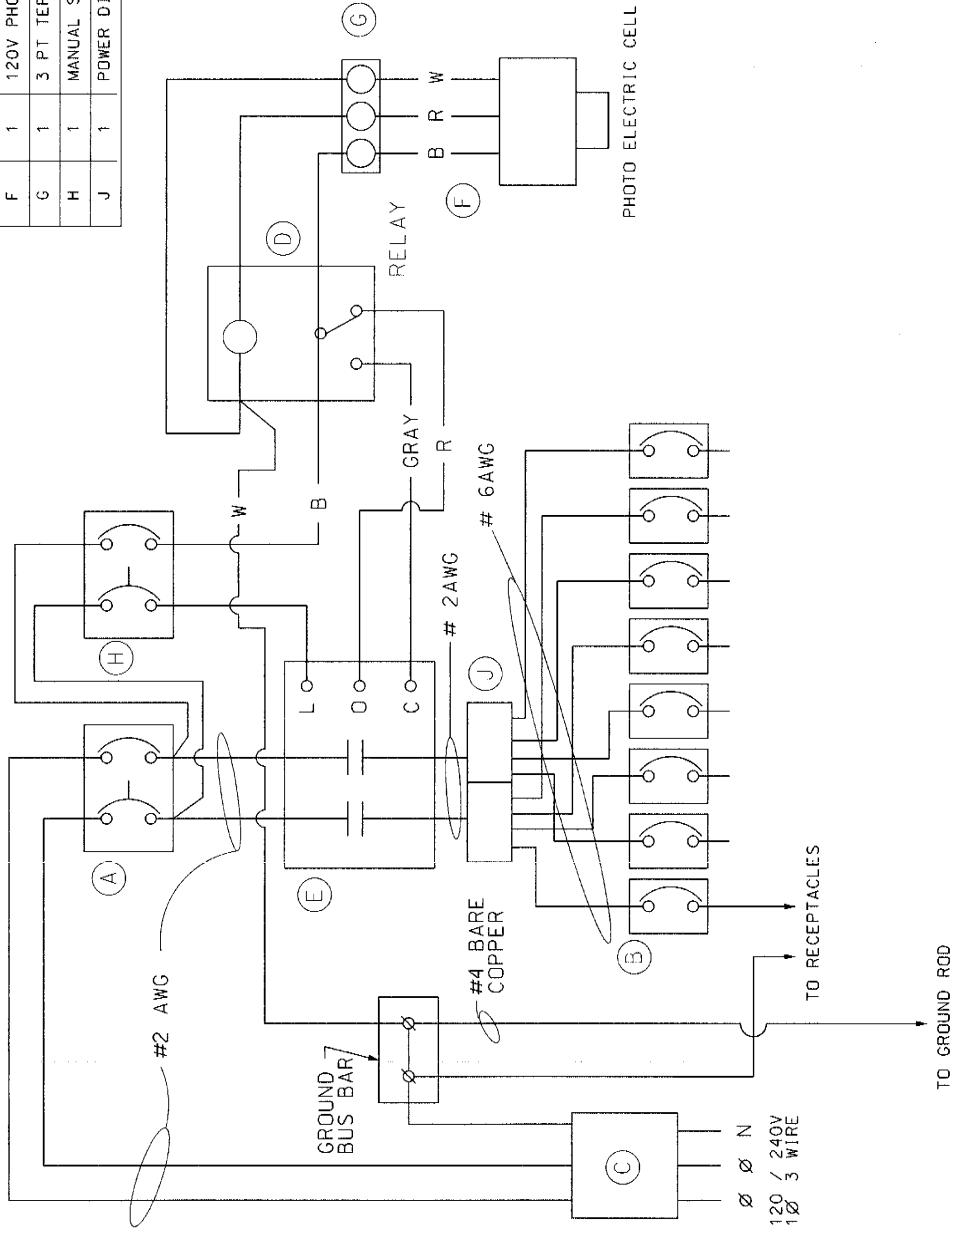 F 1 120V PHO
G 1 3 PT TER
H 1 MANUAL S
J 1 POWER DI
G
W
R
B
F
PHOTO ELECTRIC CELL
D
RELAY
H
W
B
GRAY
R
A
L
O
C
E
# 2AWG
# 6AWG
J
#2 AWG
B
TO RECEPTACLES
#4 BARE
COPPER
GROUND
BUS BAR
TO GROUND ROD
C
Ø Ø N
120 / 240V
1Ø 3 WIRE